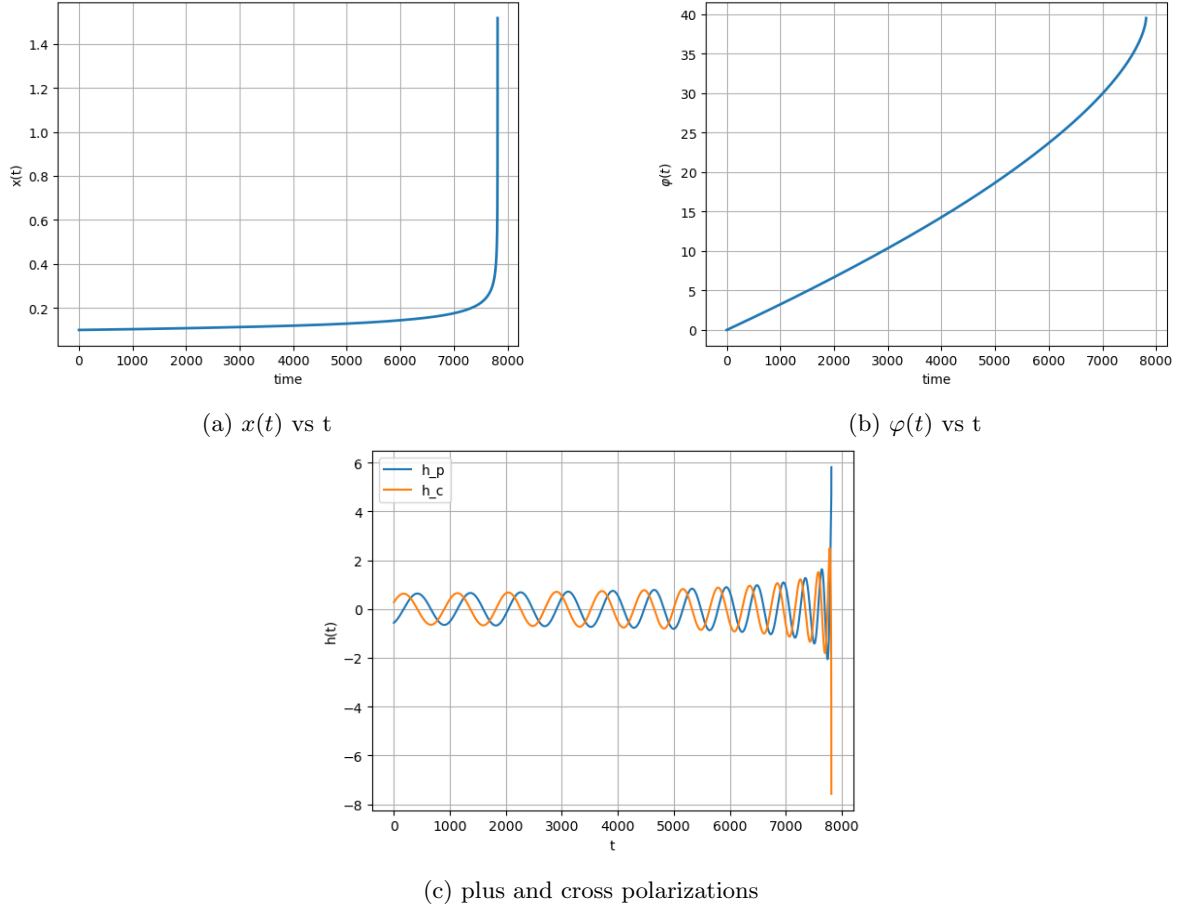 1.4
1.2
1.0
0.8
0.6
0.4
0.2
x(t)
0 1000 2000 3000 4000 5000 6000 7000 8000
time
(a) x(t) vs t
40
35
30
25
20
15
10
5
0
φ(t)
0 1000 2000 3000 4000 5000 6000 7000 8000
time
(b) φ(t) vs t
h_p
h_c
6
4
2
0
−2
−4
−6
−8
h(t)
0 1000 2000 3000 4000 5000 6000 7000 8000
t
(c) plus and cross polarizations